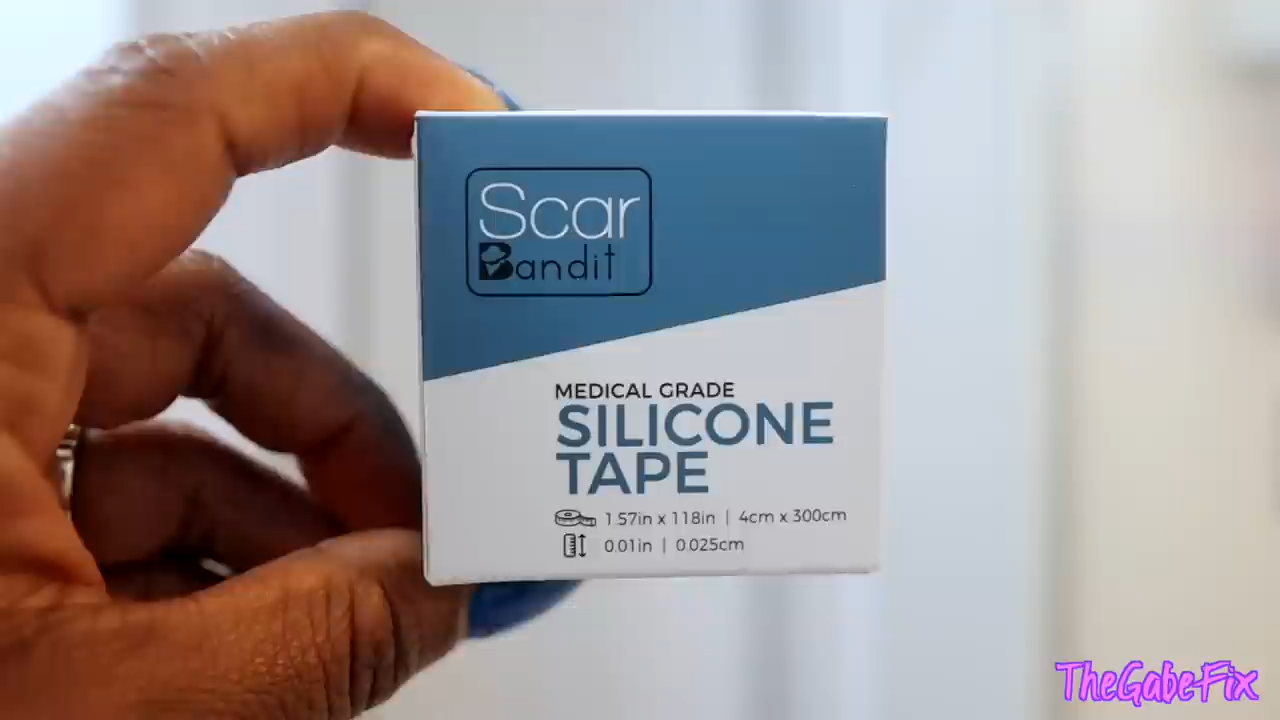 Scar
Bandit
MEDICAL GRADE
SILICONE
TAPE
1.57in x 118in | 4cm x 300cm
0.01in | 0.025cm
TheGabeFix